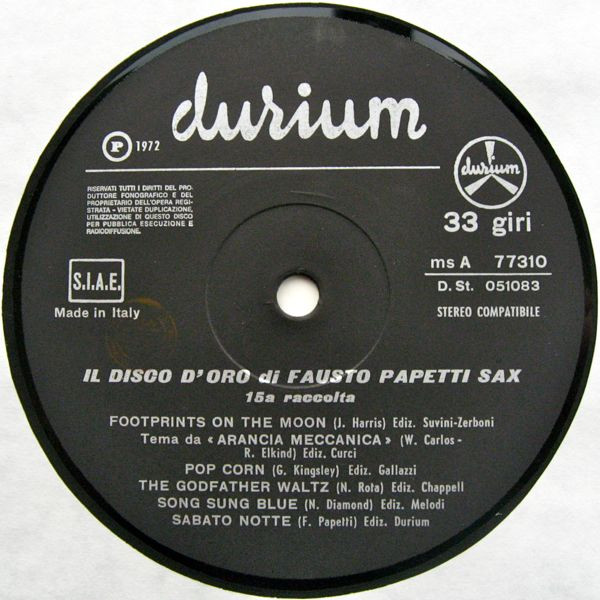 durium
P 1972
RISERVATI TUTTI I DIRITTI DEL PRO-
DUTTORE FONOGRAFICO E DEL
PROPRIETARIO DELL'OPERA REGI-
STRATA - VIETATE DUPLICAZIONE,
UTILIZZAZIONE DI QUESTO DISCO
PER PUBBLICA ESECUZIONE E
RADIODIFFUSIONE.
durium
33 giri
ms A 77310
D. St. 051083
STEREO COMPATIBILE
S.I.A.E.
Made in Italy
IL DISCO D'ORO di FAUSTO PAPETTI SAX
15a raccolta
FOOTPRINTS ON THE MOON (J. Harris) Ediz. Suvini-Zerboni
Tema da « ARANCIA MECCANICA » (W. Carlos -
R. Elkind) Ediz. Curci
POP CORN (G. Kingsley) Ediz. Gallazzi
THE GODFATHER WALTZ (N. Rota) Ediz. Chappell
SONG SUNG BLUE (N. Diamond) Ediz. Melodi
SABATO NOTTE (F. Papetti) Ediz. Durium